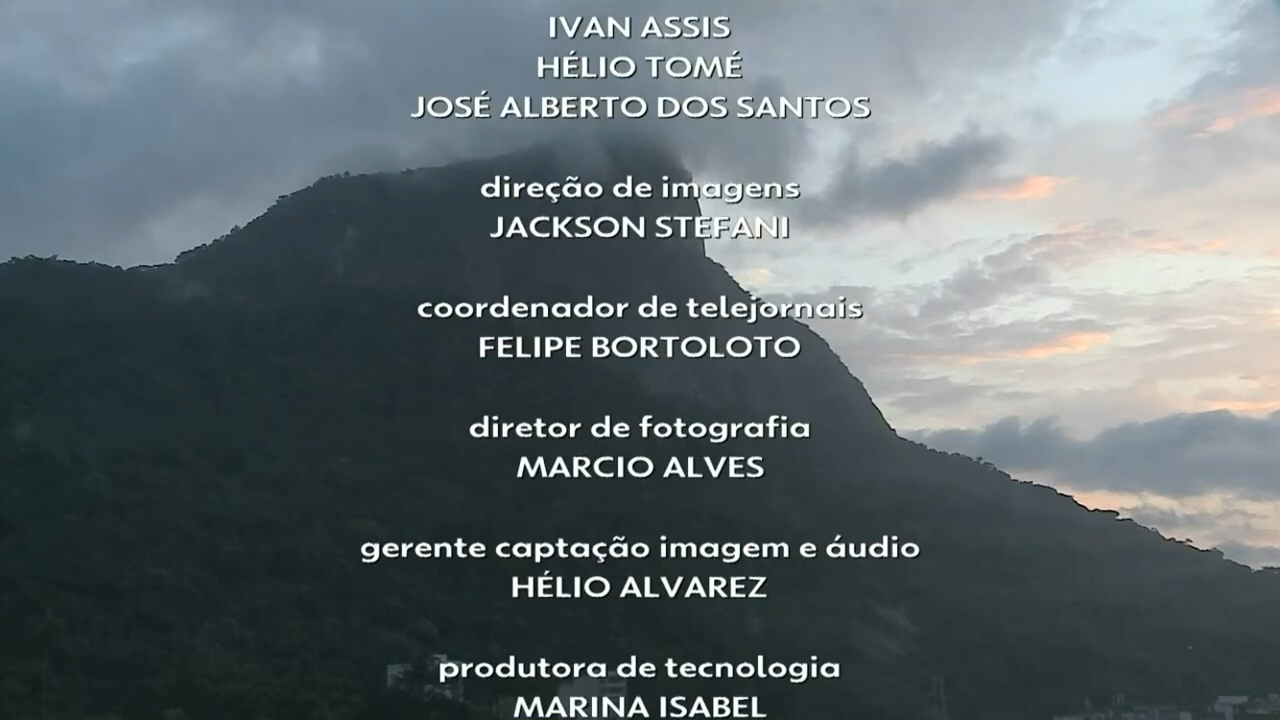 IVAN ASSIS
HÉLIO TOMÉ
JOSÉ ALBERTO DOS SANTOS
direção de imagens
JACKSON STEFANI
coordenador de telejornais
FELIPE BORTOLOTO
diretor de fotografia
MARCIO ALVES
gerente captação imagem e áudio
HÉLIO ALVAREZ
produtora de tecnologia
MARINA ISABEL